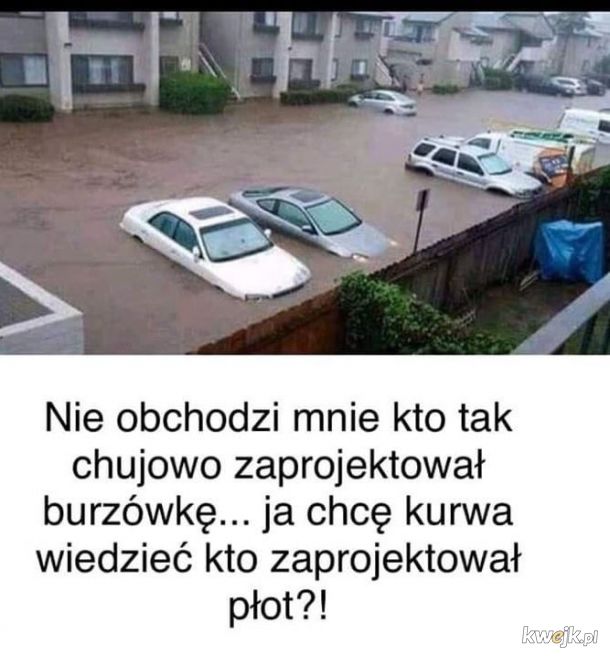 Nie obchodzi mnie kto tak
chujowo zaprojektował
burzówkę... ja chcę kurwa
wiedzieć kto zaprojektował
płot?!
kwejk.pl